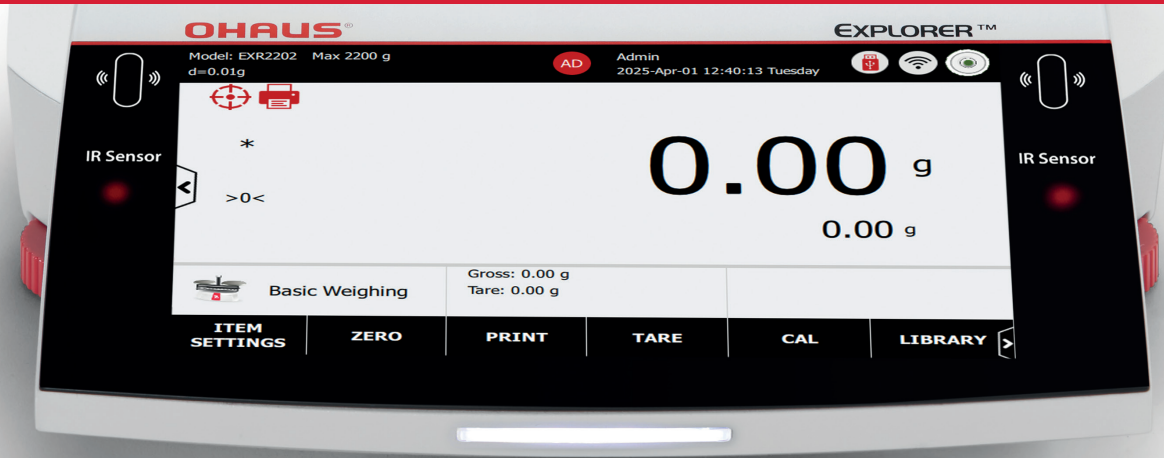 OHAUS®
EXPLORER™
Model: EXR2202 Max 2200 g
d=0.01g
AD
Admin
2025-Apr-01 12:40:13 Tuesday
IR Sensor
*
>0<
0.00 g
0.00 g
IR Sensor
Basic Weighing
Gross: 0.00 g
Tare: 0.00 g
ITEM
SETTINGS
ZERO
PRINT
TARE
CAL
LIBRARY